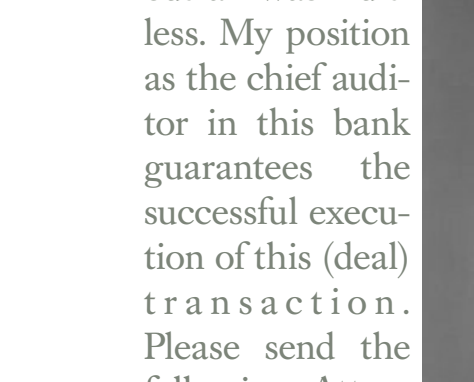 less. My position
as the chief audi-
tor in this bank
guarantees the
successful execu-
tion of this (deal)
transaction.
Please send the